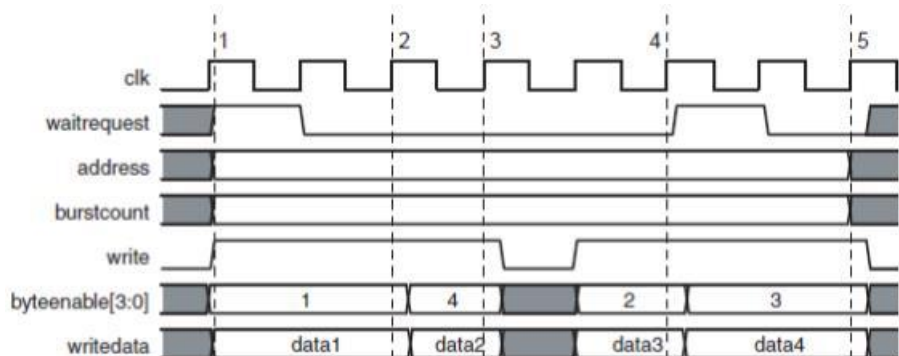 1 2 3 4 5
clk
waitrequest
address
burstcount
write
byteenable[3:0] 1 4 2 3
writedata data1 data2 data3 data4